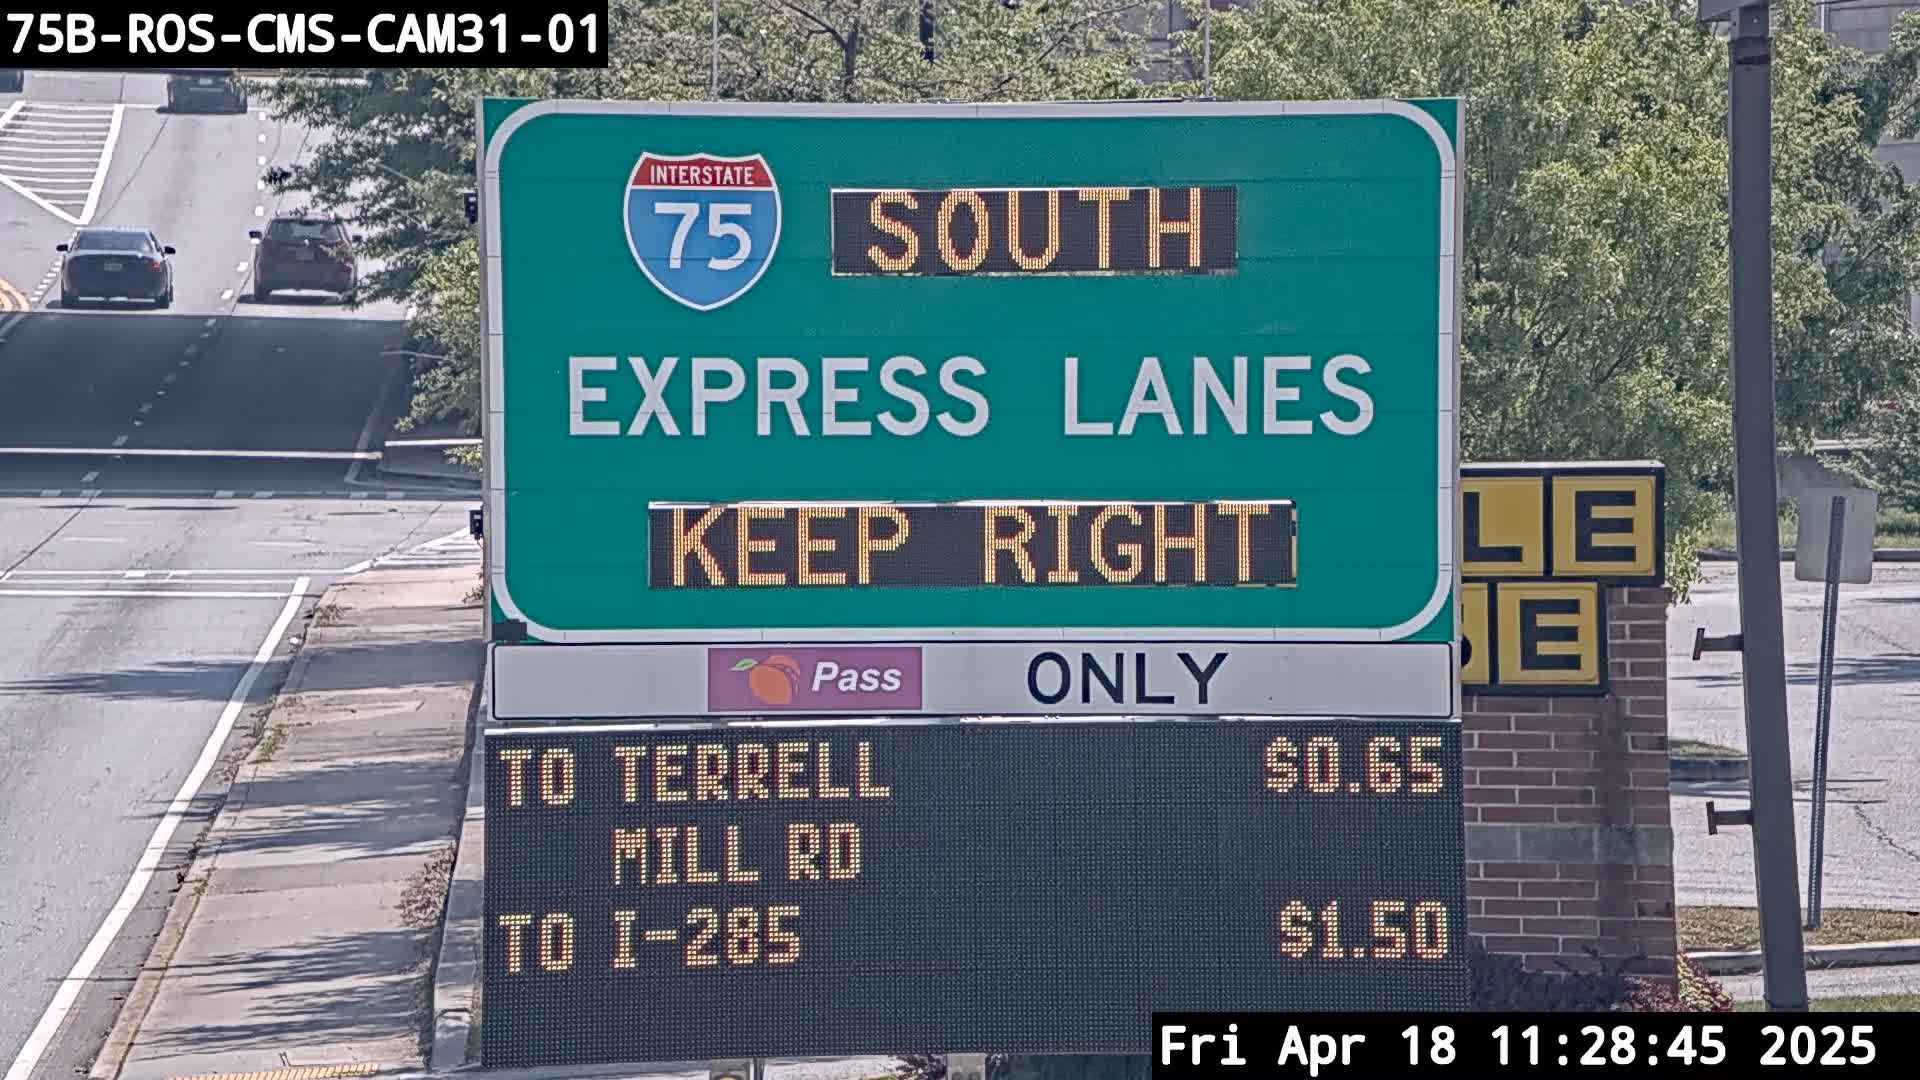 75B-ROS-CMS-CAM31-01
INTERSTATE
75
SOUTH
EXPRESS LANES
KEEP RIGHT
LE
E
Pass ONLY
TO TERRELL $0.65
MILL RD
TO I-285 $1.50
Fri Apr 18 11:28:45 2025